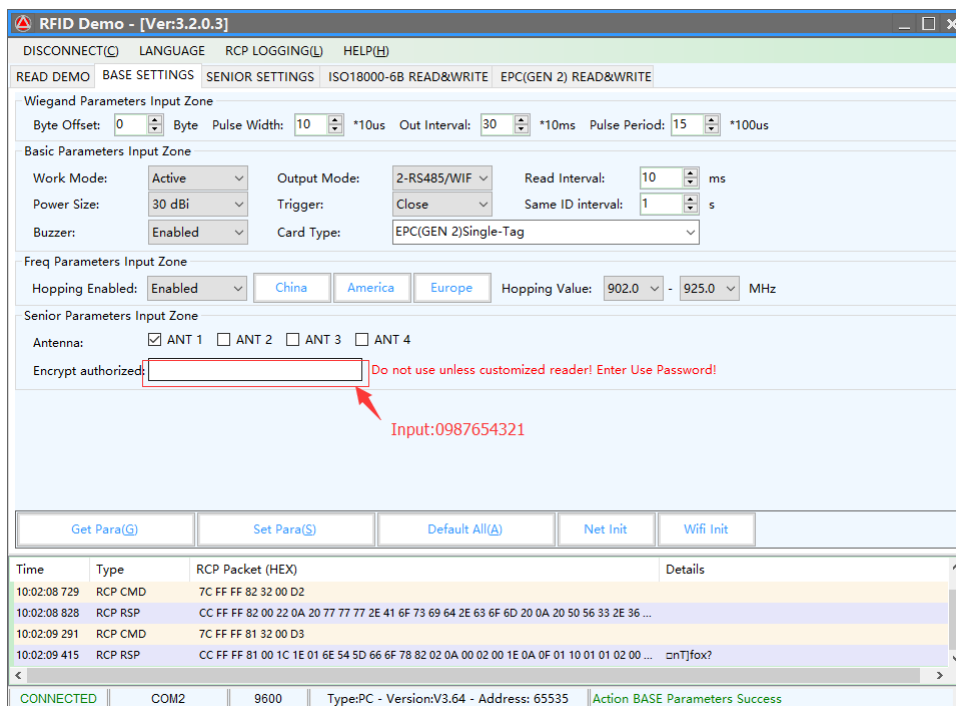 RFID Demo - [Ver:3.2.0.3]
DISCONNECT(C) LANGUAGE RCP LOGGING(L) HELP(H)
READ DEMO BASE SETTINGS SENIOR SETTINGS ISO18000-6B READ&WRITE EPC(GEN 2) READ&WRITE
Wiegand Parameters Input Zone
Byte Offset: 0 Byte Pulse Width: 10 *10us Out Interval: 30 *10ms Pulse Period: 15 *100us
Basic Parameters Input Zone
Work Mode: Active Output Mode: 2-RS485/WIF Read Interval: 10 ms
Power Size: 30 dBi Trigger: Close Same ID interval: 1 s
Buzzer: Enabled Card Type: EPC(GEN 2)Single-Tag
Freq Parameters Input Zone
Hopping Enabled: Enabled China America Europe Hopping Value: 902.0 - 925.0 MHz
Senior Parameters Input Zone
Antenna: ANT 1 ANT 2 ANT 3 ANT 4
Encrypt authorized: Do not use unless customized reader! Enter Use Password!
Input:0987654321
Get Para(G) Set Para(S) Default All(A) Net Init Wifi Init
Time Type RCP Packet (HEX) Details
10:02:08 729 RCP CMD 7C FF FF 82 32 00 D2
10:02:08 828 RCP RSP CC FF FF 82 00 22 0A 20 77 77 77 2E 41 6F 73 69 64 2E 63 6F 6D 20 0A 20 50 56 33 2E 36 ...
10:02:09 291 RCP CMD 7C FF FF 81 32 00 D3
10:02:09 415 RCP RSP CC FF FF 81 00 1C 1E 01 6E 54 5D 66 6F 78 82 02 0A 00 02 00 1E 0A 0F 01 10 01 01 02 00 ... □nT]fox?
CONNECTED COM2 9600 Type:PC - Version:V3.64 - Address: 65535 Action BASE Parameters Success